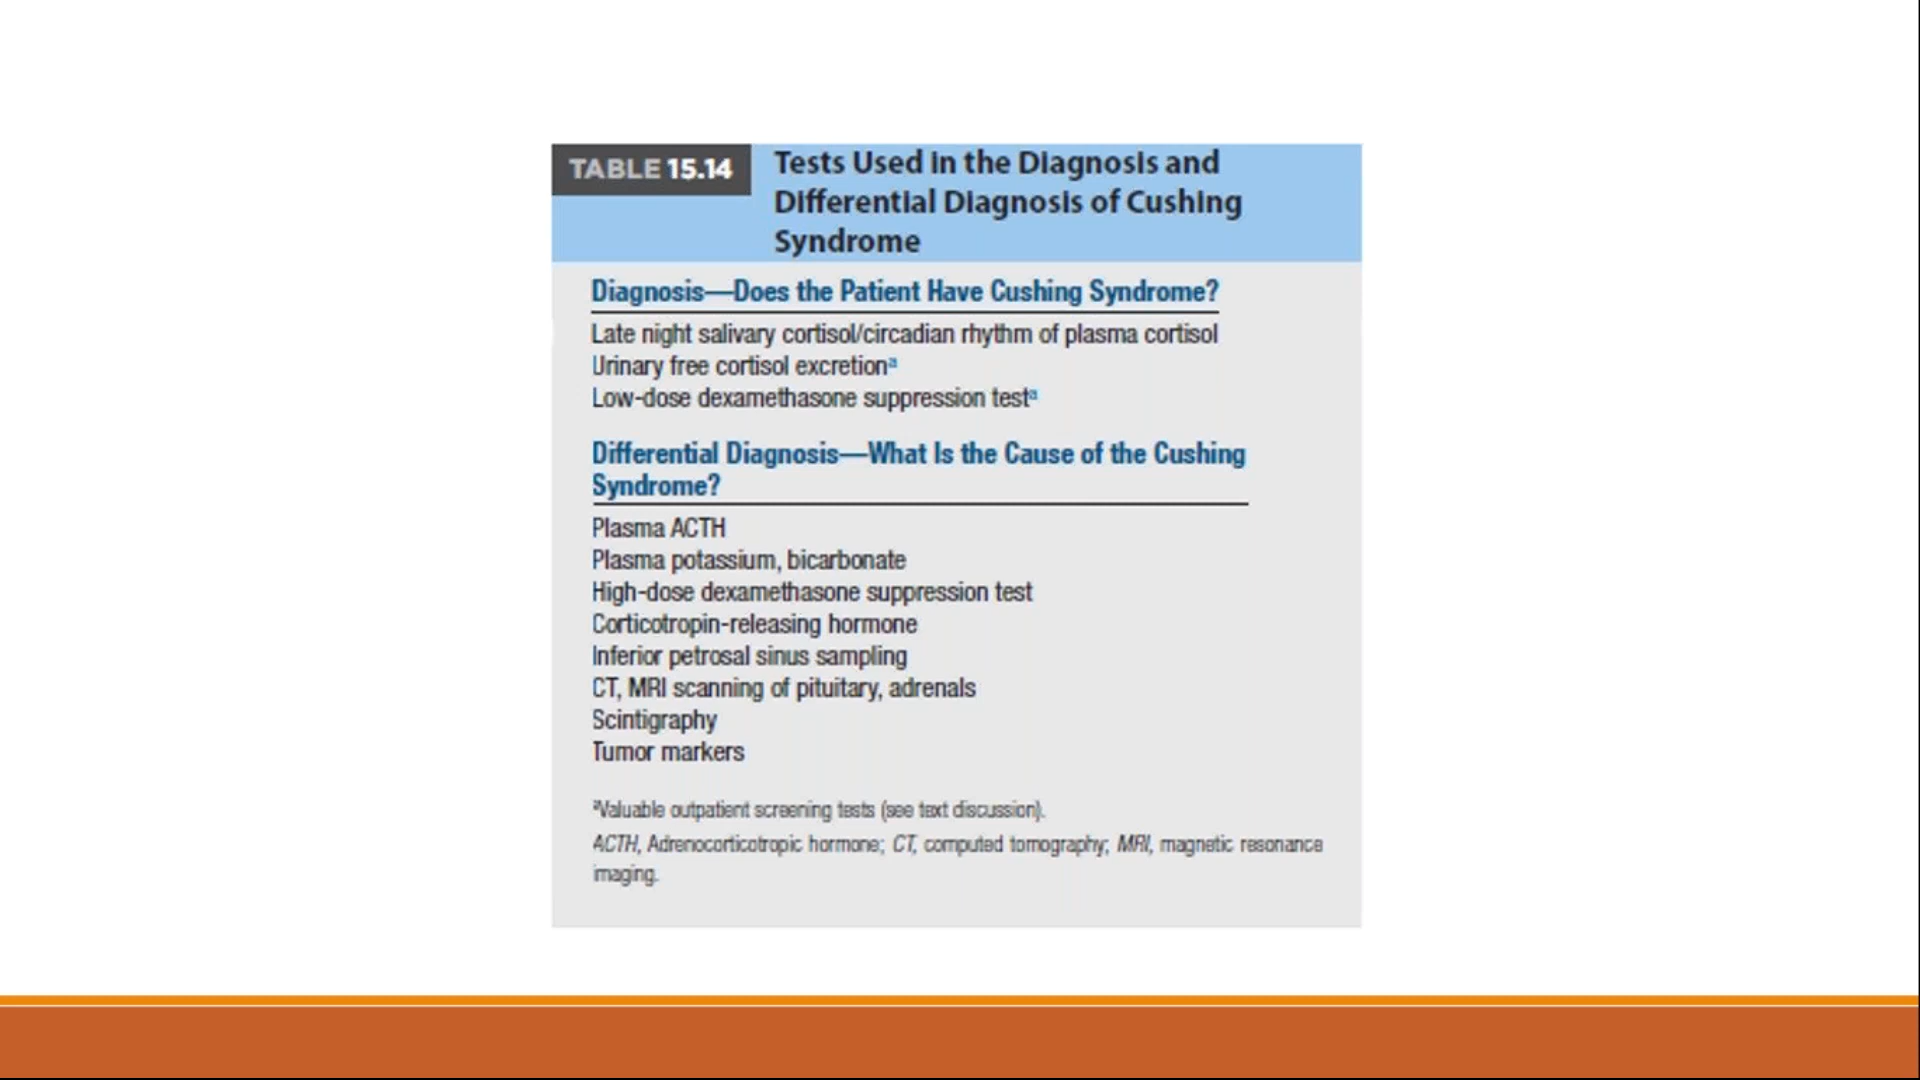 TABLE 15.14
Tests Used in the Diagnosis and
Differential Diagnosis of Cushing
Syndrome
Diagnosis—Does the Patient Have Cushing Syndrome?
Late night salivary cortisol/circadian rhythm of plasma cortisol
Urinary free cortisol excretionᵃ
Low-dose dexamethasone suppression testᵃ
Differential Diagnosis—What Is the Cause of the Cushing
Syndrome?
Plasma ACTH
Plasma potassium, bicarbonate
High-dose dexamethasone suppression test
Corticotropin-releasing hormone
Inferior petrosal sinus sampling
CT, MRI scanning of pituitary, adrenals
Scintigraphy
Tumor markers
ᵃValuable outpatient screening tests (see text discussion).
ACTH, Adrenocorticotropic hormone; CT, computed tomography; MRI, magnetic resonance
imaging.